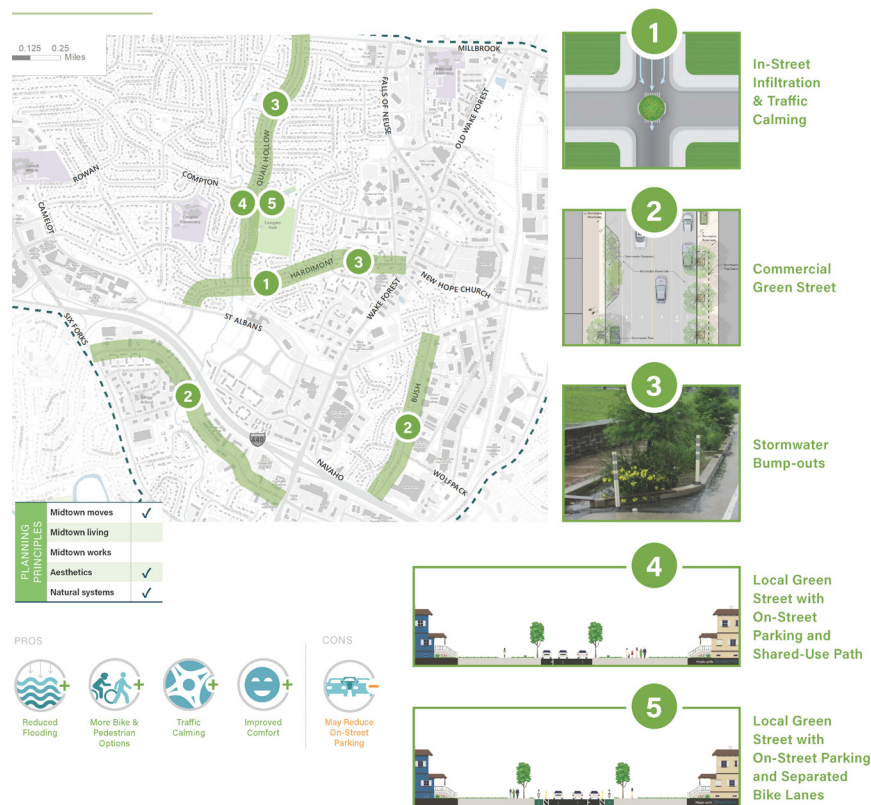 0.125 0.25
Miles
MILLBROOK
FALLS OF NEUSE
OLD WAKE FOREST
3
QUAIL HOLLOW
ROWAN
COMPTON
CAMELOT
4
5
HARDIMONT
3
1
NEW HOPE CHURCH
WAKE FOREST
ST ALBANS
SIX FORKS
BUSH
2
2
440
NAVAHO
WOLFPACK
PLANNING
PRINCIPLES
Midtown moves ✓
Midtown living
Midtown works
Aesthetics ✓
Natural systems ✓
PROS
Reduced
Flooding
More Bike &
Pedestrian
Options
Traffic
Calming
Improved
Comfort
CONS
May Reduce
On-Street
Parking
1
In-Street
Infiltration
& Traffic
Calming
2
Commercial
Green Street
3
Stormwater
Bump-outs
4
Local Green
Street with
On-Street
Parking and
Shared-Use Path
5
Local Green
Street with
On-Street Parking
and Separated
Bike Lanes